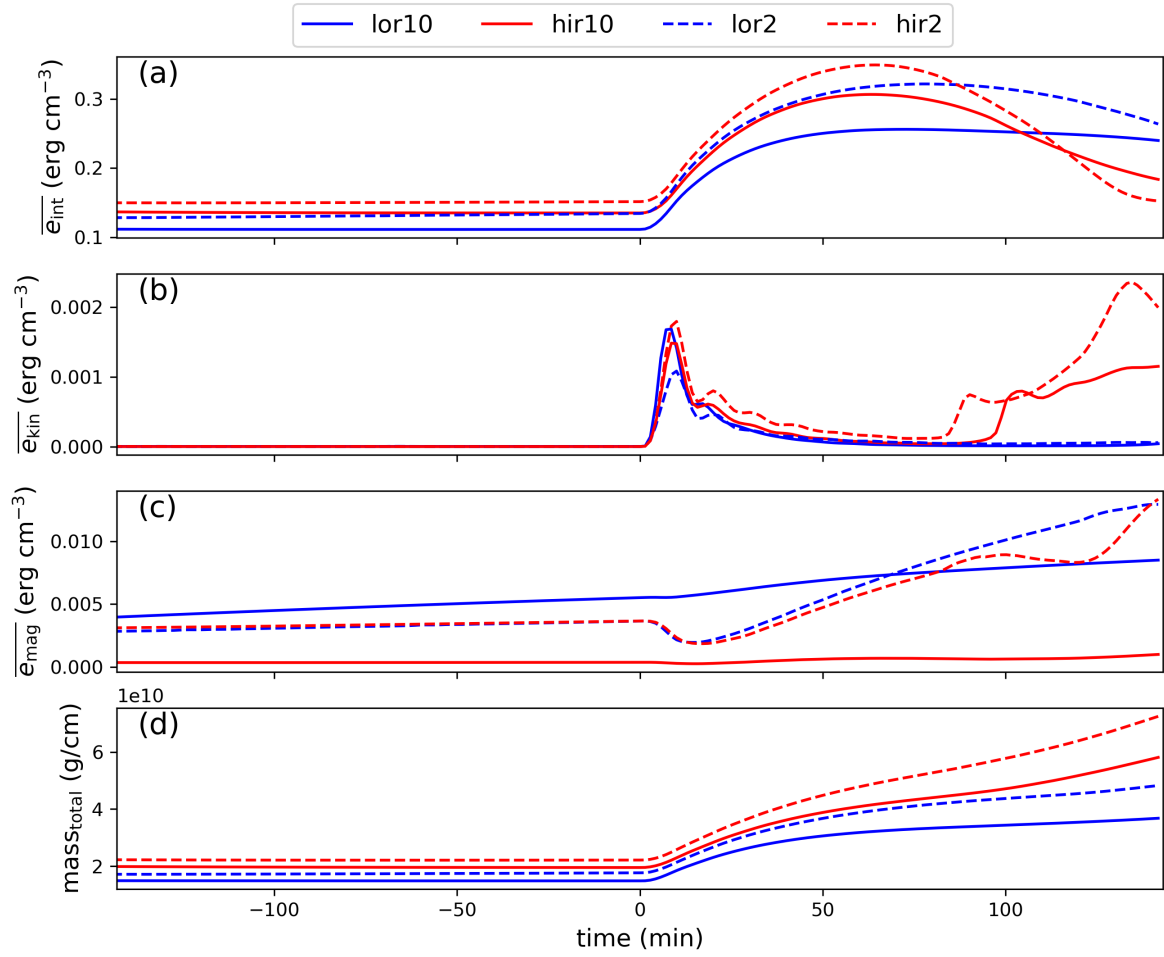 lor10 hir10 lor2 hir2
(a)
e_int (erg cm⁻³)
0.3
0.2
0.1
(b)
e_kin (erg cm⁻³)
0.002
0.001
0.000
(c)
e_mag (erg cm⁻³)
0.010
0.005
0.000
1e10
(d)
mass_total (g/cm)
6
4
2
−100 −50 0 50 100
time (min)